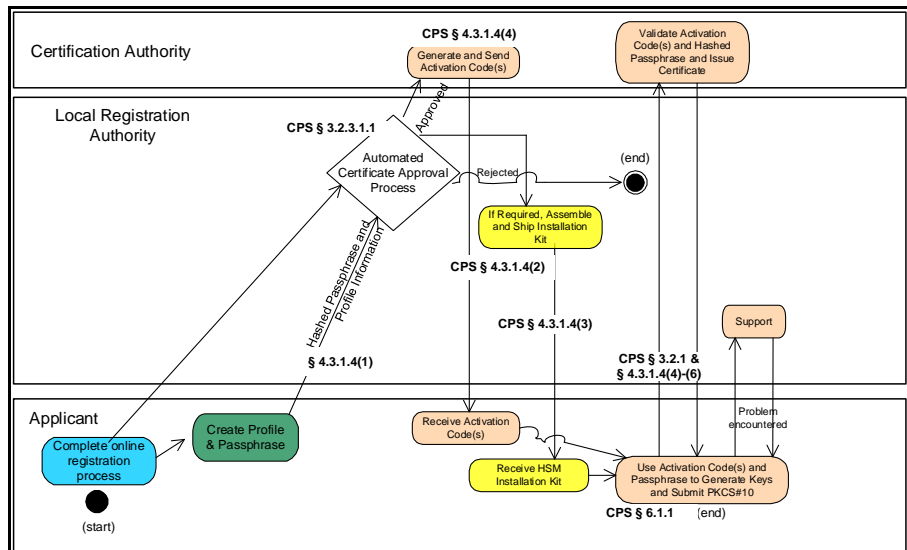 CPS § 4.3.1.4(4)
Certification Authority
Generate and Send
Activation Code(s)
Validate Activation
Code(s) and Hashed
Passphrase and Issue
Certificate
Local Registration
Authority
CPS § 3.2.3.1.1
Approved
Automated
Certificate Approval
Process
Rejected
(end)
If Required, Assemble
and Ship Installation
Kit
Hashed Passphrase and
Profile Information
CPS § 4.3.1.4(2)
CPS § 4.3.1.4(3)
§ 4.3.1.4(1)
Support
CPS § 3.2.1 &
§ 4.3.1.4(4)-(6)
Problem
encountered
Applicant
Complete online
registration
process
Create Profile
& Passphrase
Receive Activation
Code(s)
Receive HSM
Installation Kit
Use Activation Code(s) and
Passphrase to Generate Keys
and Submit PKCS#10
CPS § 6.1.1
(end)
(start)